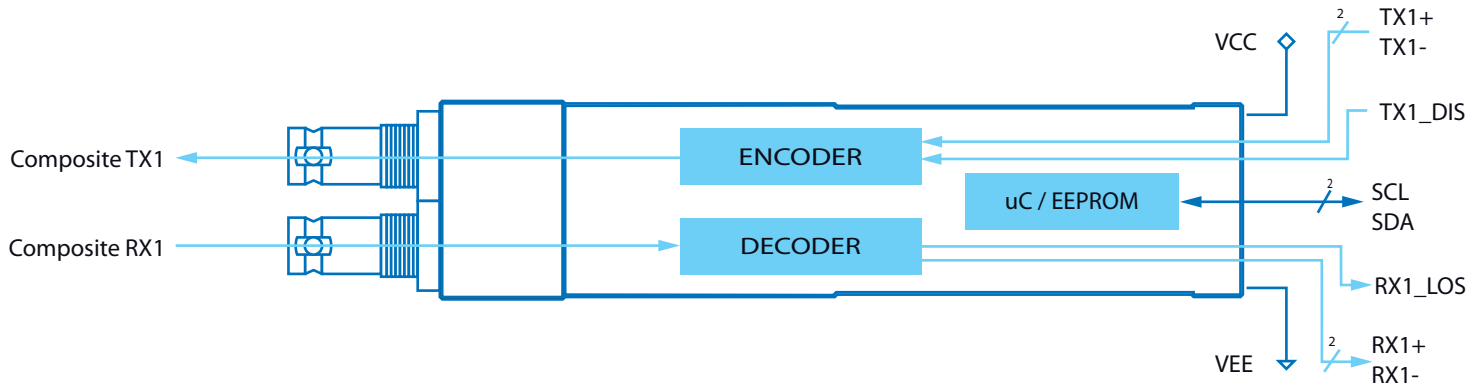 2
TX1+
TX1-
VCC
TX1_DIS
Composite TX1
ENCODER
uC / EEPROM
2
SCL
SDA
Composite RX1
DECODER
RX1_LOS
VEE
2
RX1+
RX1-